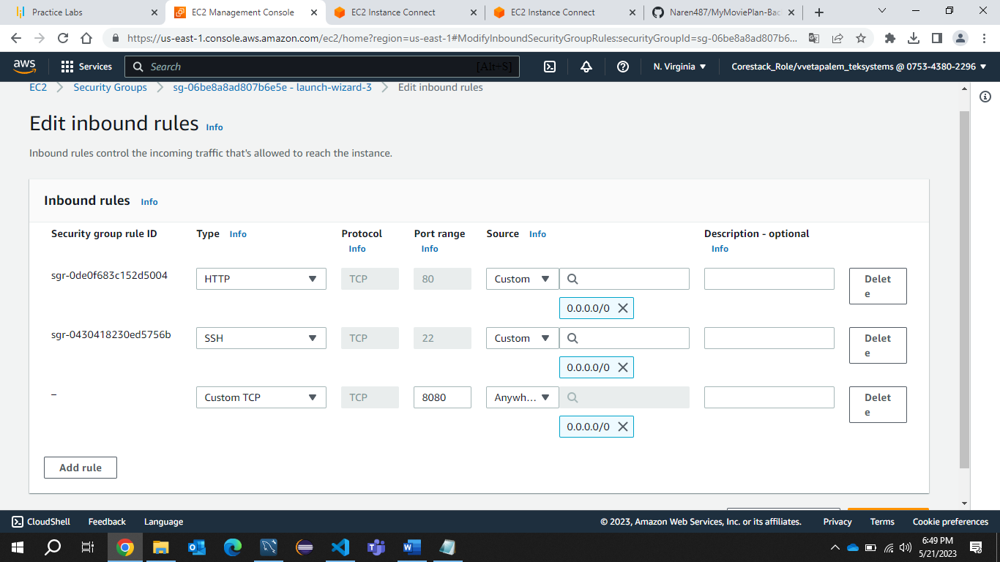 Practice Labs
EC2 Management Console
EC2 Instance Connect
EC2 Instance Connect
Naren487/MyMoviePlan-Bac
https://us-east-1.console.aws.amazon.com/ec2/home?region=us-east-1#ModifyInboundSecurityGroupRules:securityGroupId=sg-06be8a8ad807b6...
aws
Services
Search
[Alt+S]
N. Virginia
Corestack_Role/vvetapalem_teksystems @ 0753-4380-2296
EC2
Security Groups
sg-06be8a8ad807b6e5e - launch-wizard-3
Edit inbound rules
Edit inbound rules Info
Inbound rules control the incoming traffic that's allowed to reach the instance.
Inbound rules Info
Security group rule ID
Type Info
Protocol
Info
Port range
Info
Source Info
Description - optional
Info
sgr-0de0f683c152d5004
HTTP
TCP
80
Custom
0.0.0.0/0
Delet
e
sgr-0430418230ed5756b
SSH
TCP
22
Custom
0.0.0.0/0
Delet
e
–
Custom TCP
TCP
8080
Anywh...
0.0.0.0/0
Delet
e
Add rule
CloudShell
Feedback
Language
© 2023, Amazon Web Services, Inc. or its affiliates.
Privacy
Terms
Cookie preferences
6:49 PM
5/21/2023